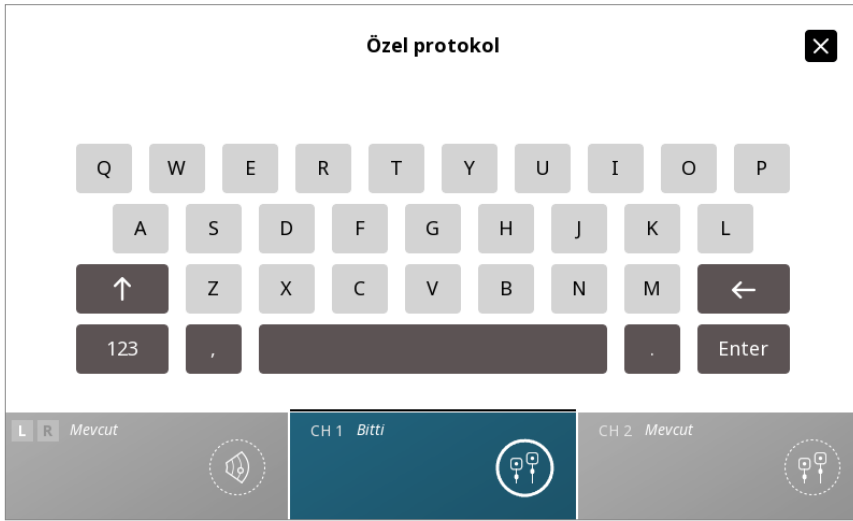 Özel protokol
Q W E R T Y U I O P
A S D F G H J K L
Z X C V B N M
123 , . Enter
L R Mevcut
CH 1 Bitti
CH 2 Mevcut